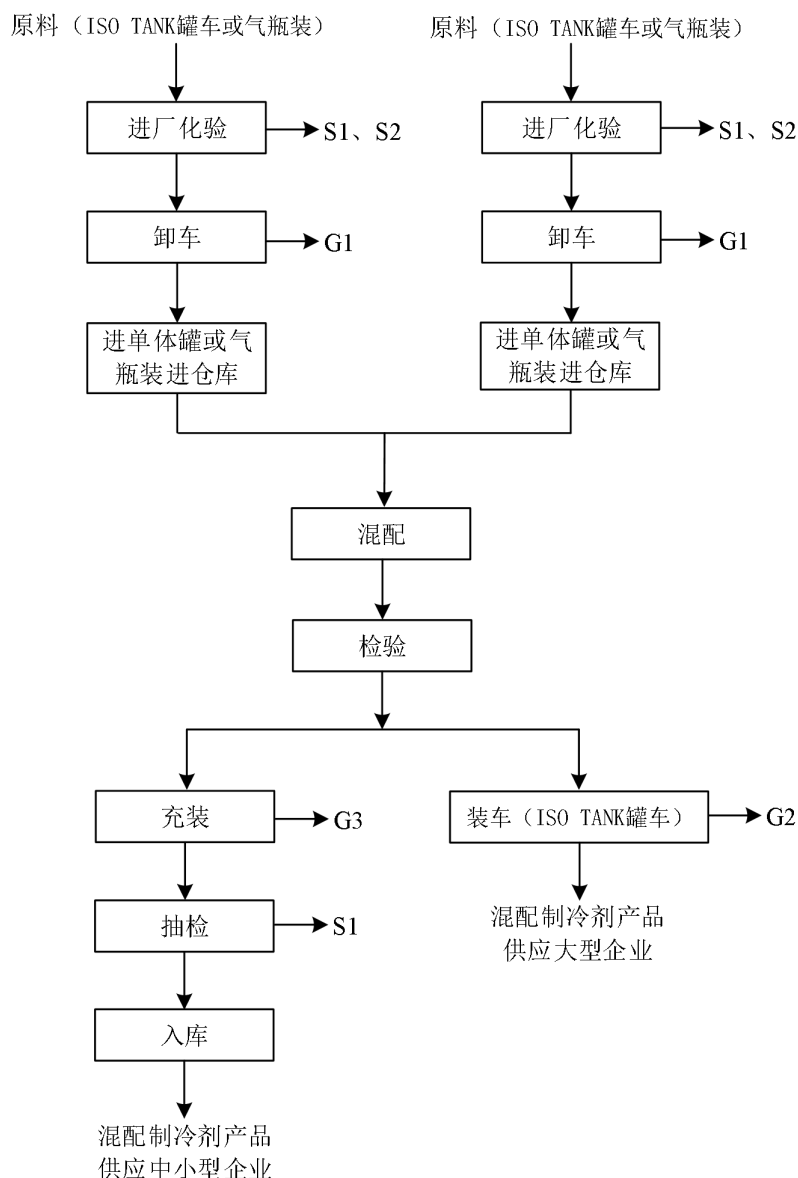 原料（ISO TANK罐车或气瓶装）
原料（ISO TANK罐车或气瓶装）
进厂化验
S1、S2
进厂化验
S1、S2
卸车
G1
卸车
G1
进单体罐或气
瓶装进仓库
进单体罐或气
瓶装进仓库
混配
检验
充装
G3
装车（ISO TANK罐车）
G2
抽检
S1
混配制冷剂产品
供应大型企业
入库
混配制冷剂产品
供应中小型企业